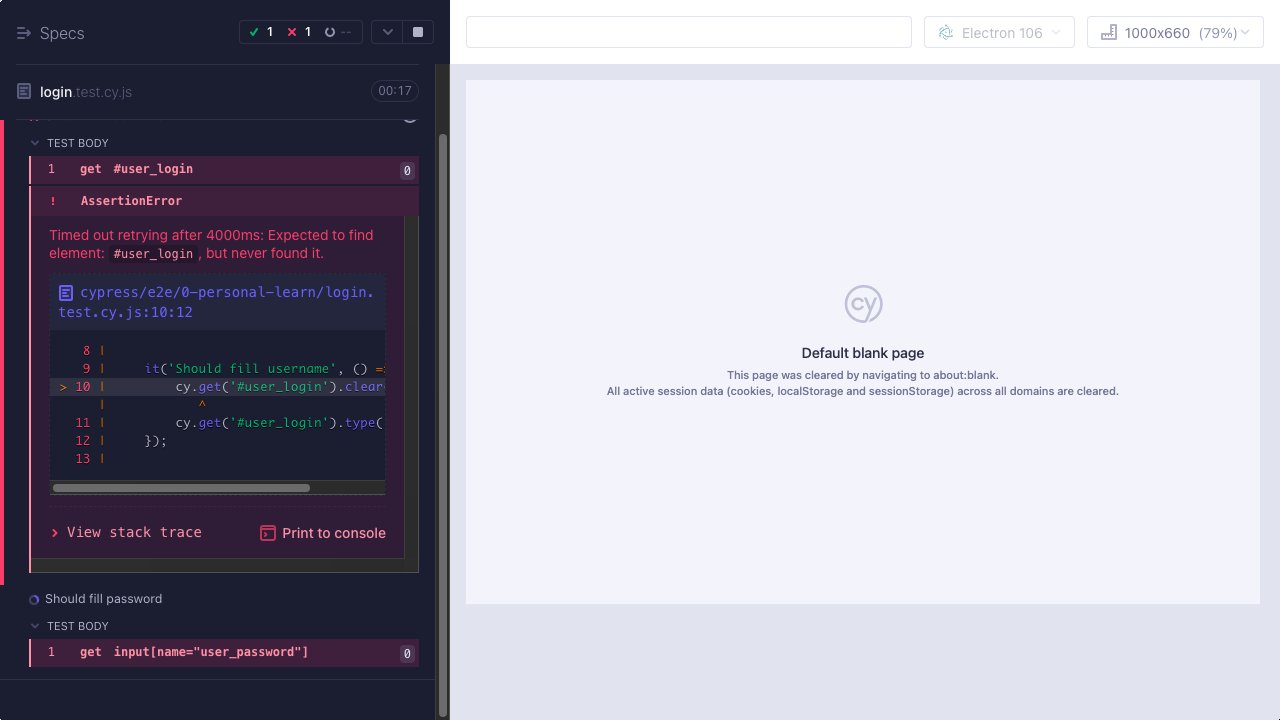 Specs
1
1
--
login.test.cy.js
00:17
TEST BODY
1 get #user_login 0
! AssertionError
Timed out retrying after 4000ms: Expected to find
element: #user_login, but never found it.
cypress/e2e/0-personal-learn/login.
test.cy.js:10:12
8 |
9 | it('Should fill username', () =
> 10 | cy.get('#user_login').clear
| ^
11 | cy.get('#user_login').type(
12 | });
13 |
View stack trace
Print to console
Should fill password
TEST BODY
1 get input[name="user_password"] 0
Electron 106
1000x660 (79%)
cy
Default blank page
This page was cleared by navigating to about:blank.
All active session data (cookies, localStorage and sessionStorage) across all domains are cleared.